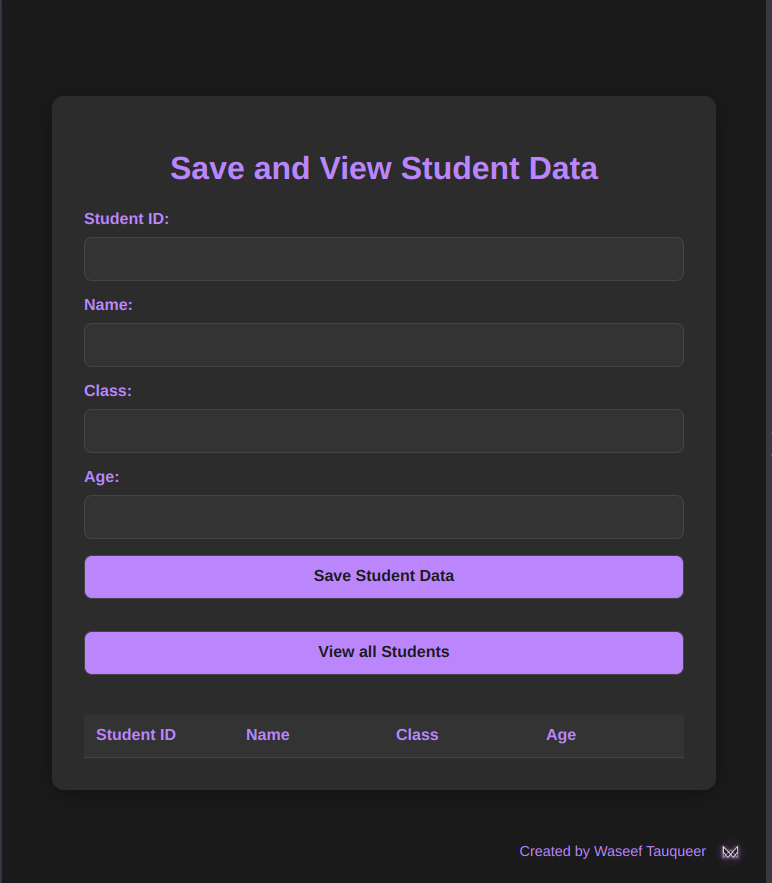 Save and View Student Data
Student ID:
Name:
Class:
Age:
Save Student Data
View all Students
Student ID Name Class Age
Created by Waseef Tauqueer